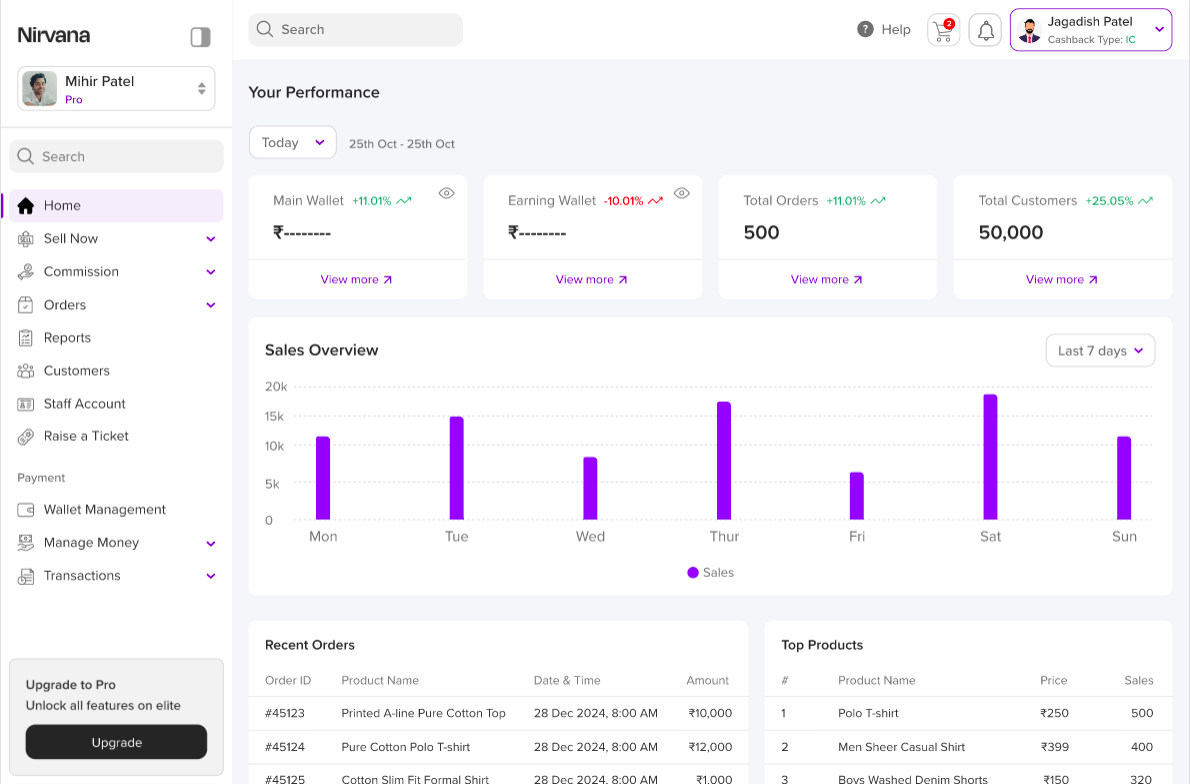 Nirvana
Mihir Patel
Pro
Search
Home
Sell Now
Commission
Orders
Reports
Customers
Staff Account
Raise a Ticket
Payment
Wallet Management
Manage Money
Transactions
Upgrade to Pro
Unlock all features on elite
Upgrade
Search
Help
2
Jagadish Patel
Cashback Type: IC
Your Performance
Today
25th Oct - 25th Oct
Main Wallet +11.01%
₹--------
View more
Earning Wallet -10.01%
₹--------
View more
Total Orders +11.01%
500
View more
Total Customers +25.05%
50,000
View more
Sales Overview
Last 7 days
20k
15k
10k
5k
0
Mon Tue Wed Thur Fri Sat Sun
Sales
Recent Orders
Order ID Product Name Date & Time Amount
#45123 Printed A-line Pure Cotton Top 28 Dec 2024, 8:00 AM ₹10,000
#45124 Pure Cotton Polo T-shirt 28 Dec 2024, 8:00 AM ₹12,000
#45125 Cotton Slim Fit Formal Shirt 28 Dec 2024, 8:00 AM ₹1,000
Top Products
# Product Name Price Sales
1 Polo T-shirt ₹250 500
2 Men Sheer Casual Shirt ₹399 400
3 Boys Washed Denim Shorts ₹150 320